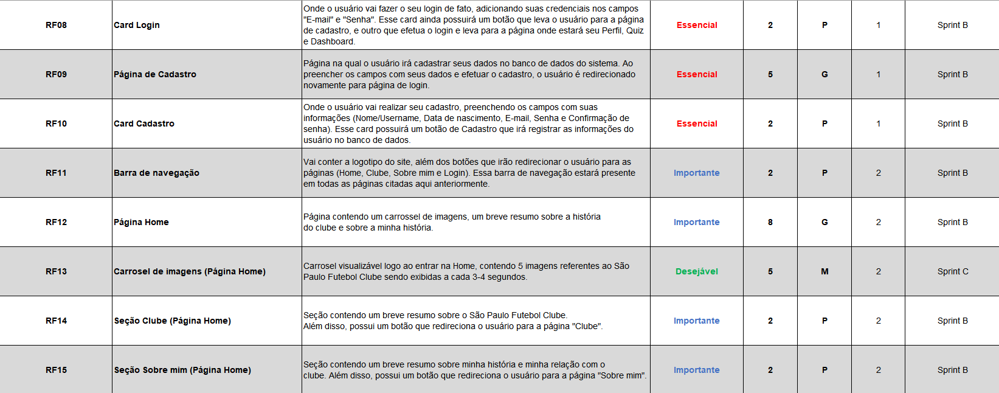 RF08 Card Login Onde o usuário vai fazer o seu login de fato, adicionando suas credenciais nos campos
"E-mail" e "Senha". Esse card ainda possuirá um botão que leva o usuário para a página
de cadastro, e outro que efetua o login e leva para a página onde estará seu Perfil, Quiz
e Dashboard.
Essencial 2 P 1 Sprint B
RF09 Página de Cadastro Página na qual o usuário irá cadastrar seus dados no banco de dados do sistema. Ao
preencher os campos com seus dados e efetuar o cadastro, o usuário é redirecionado
novamente para página de login.
Essencial 5 G 1 Sprint B
RF10 Card Cadastro Onde o usuário vai realizar seu cadastro, preenchendo os campos com suas
informações (Nome/Username, Data de nascimento, E-mail, Senha e Confirmação de
senha). Esse card possuirá um botão de Cadastro que irá registrar as informações do
usuário no banco de dados.
Essencial 2 P 1 Sprint B
RF11 Barra de navegação Vai conter a logotipo do site, além dos botões que irão redirecionar o usuário para as
páginas (Home, Clube, Sobre mim e Login). Essa barra de navegação estará presente
em todas as páginas citadas aqui anteriormente.
Importante 2 P 2 Sprint B
RF12 Página Home Página contendo um carrossel de imagens, um breve resumo sobre a história
do clube e sobre a minha história.
Importante 8 G 2 Sprint B
RF13 Carrosel de imagens (Página Home) Carrosel visualizável logo ao entrar na Home, contendo 5 imagens referentes ao São
Paulo Futebol Clube sendo exibidas a cada 3-4 segundos.
Desejável 5 M 2 Sprint C
RF14 Seção Clube (Página Home) Seção contendo um breve resumo sobre o São Paulo Futebol Clube.
Além disso, possui um botão que redireciona o usuário para a página "Clube".
Importante 2 P 2 Sprint B
RF15 Seção Sobre mim (Página Home) Seção contendo um breve resumo sobre minha história e minha relação com o
clube. Além disso, possui um botão que redireciona o usuário para a página "Sobre mim".
Importante 2 P 2 Sprint B